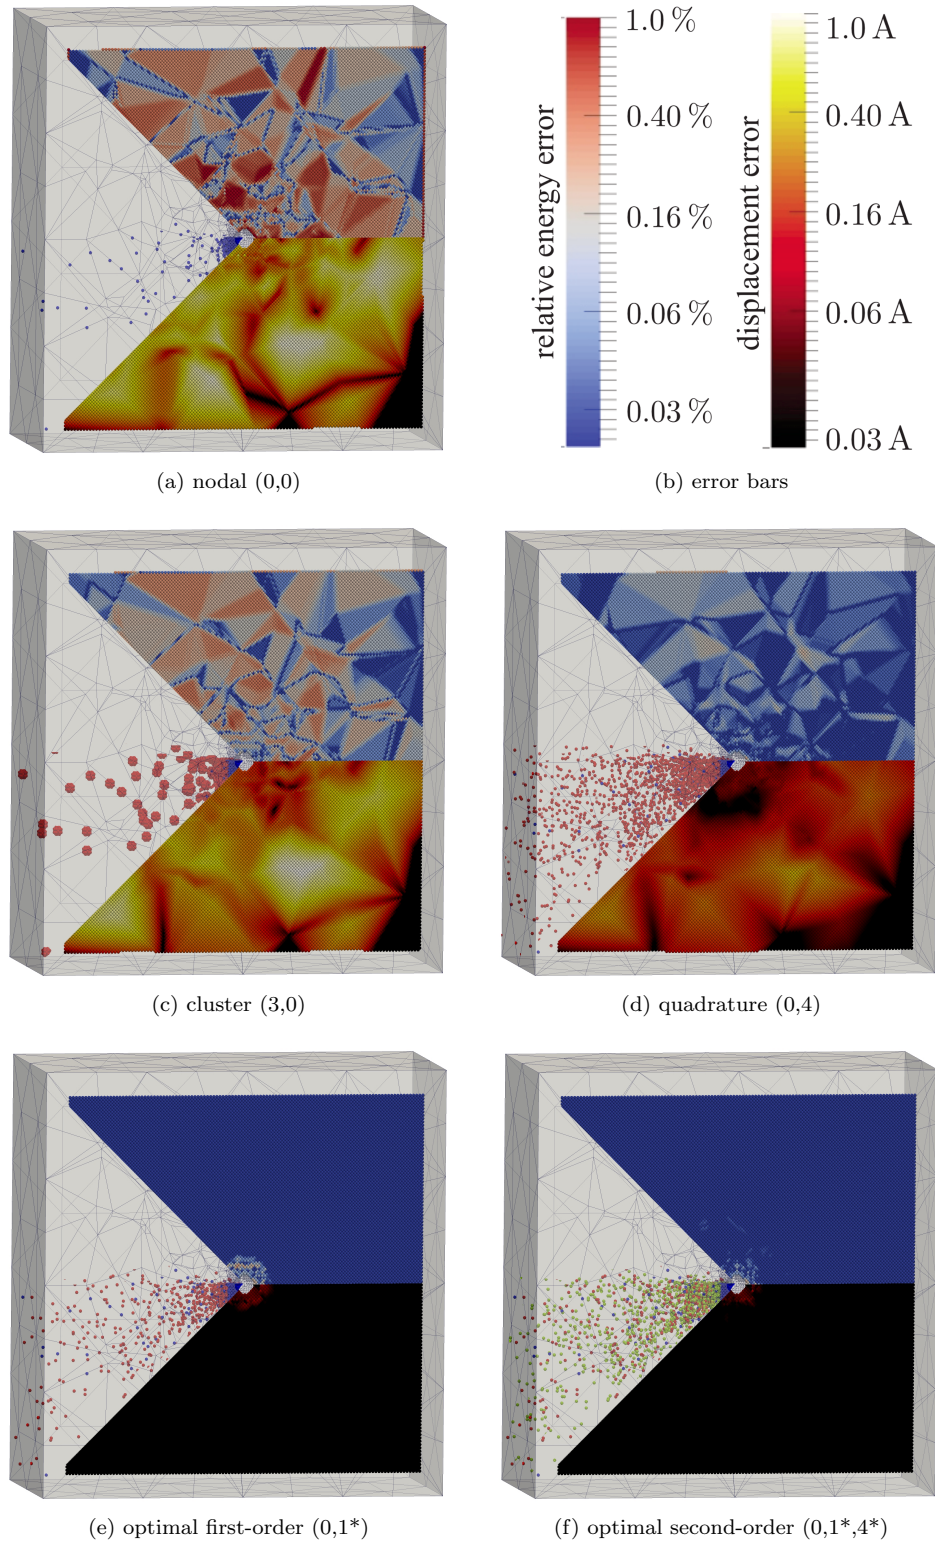 (a) nodal (0,0)
relative energy error
1.0 %
0.40 %
0.16 %
0.06 %
0.03 %
displacement error
1.0 A
0.40 A
0.16 A
0.06 A
0.03 A
(b) error bars
(c) cluster (3,0)
(d) quadrature (0,4)
(e) optimal first-order (0,1*)
(f) optimal second-order (0,1*,4*)